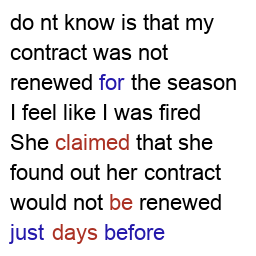 do nt know is that my
contract was not
renewed for the season
I feel like I was fired
She claimed that she
found out her contract
would not be renewed
just days before